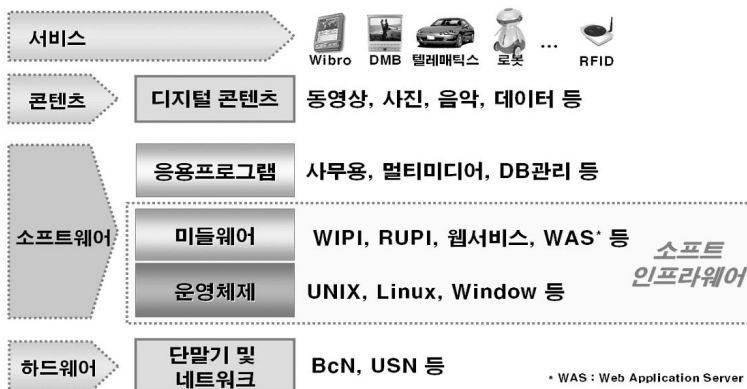 서비스
Wibro DMB 텔레매틱스 로봇 ... RFID
콘텐츠 디지털 콘텐츠 동영상, 사진, 음악, 데이터 등
응용프로그램 사무용, 멀티미디어, DB관리 등
소프트웨어 미들웨어 WIPI, RUPI, 웹서비스, WAS* 등
소프트
인프라웨어
운영체제 UNIX, Linux, Window 등
하드웨어 단말기 및
네트워크 BcN, USN 등
* WAS : Web Application Server